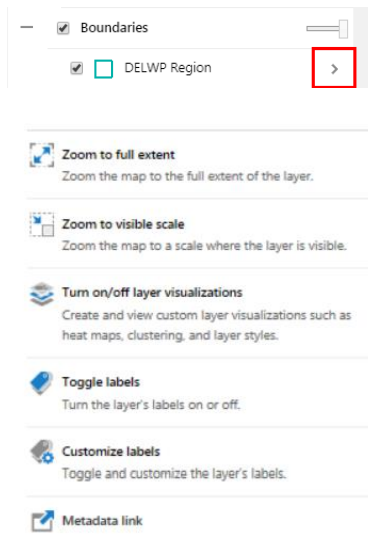 Boundaries
DELWP Region
Zoom to full extent
Zoom the map to the full extent of the layer.
Zoom to visible scale
Zoom the map to a scale where the layer is visible.
Turn on/off layer visualizations
Create and view custom layer visualizations such as
heat maps, clustering, and layer styles.
Toggle labels
Turn the layer's labels on or off.
Customize labels
Toggle and customize the layer's labels.
Metadata link